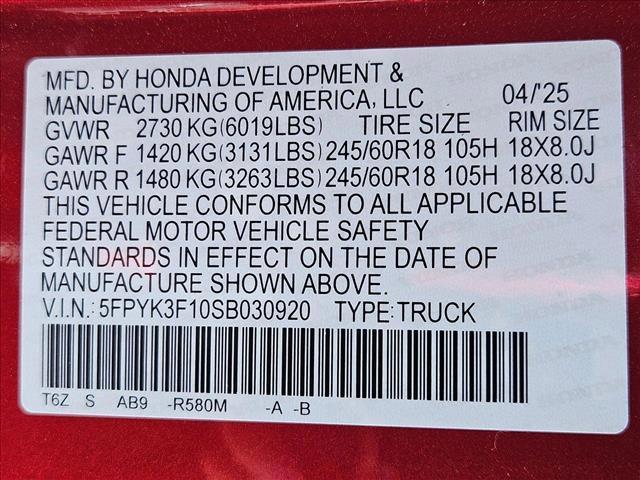 MFD. BY HONDA DEVELOPMENT &
MANUFACTURING OF AMERICA, LLC 04/'25
GVWR 2730 KG(6019LBS) TIRE SIZE RIM SIZE
GAWR F 1420 KG(3131LBS)245/60R18 105H 18X8.0J
GAWR R 1480 KG(3263LBS)245/60R18 105H 18X8.0J
THIS VEHICLE CONFORMS TO ALL APPLICABLE
FEDERAL MOTOR VEHICLE SAFETY
STANDARDS IN EFFECT ON THE DATE OF
MANUFACTURE SHOWN ABOVE.
V.I.N.: 5FPYK3F10SB030920 TYPE:TRUCK
T6Z S AB9 -R580M -A -B